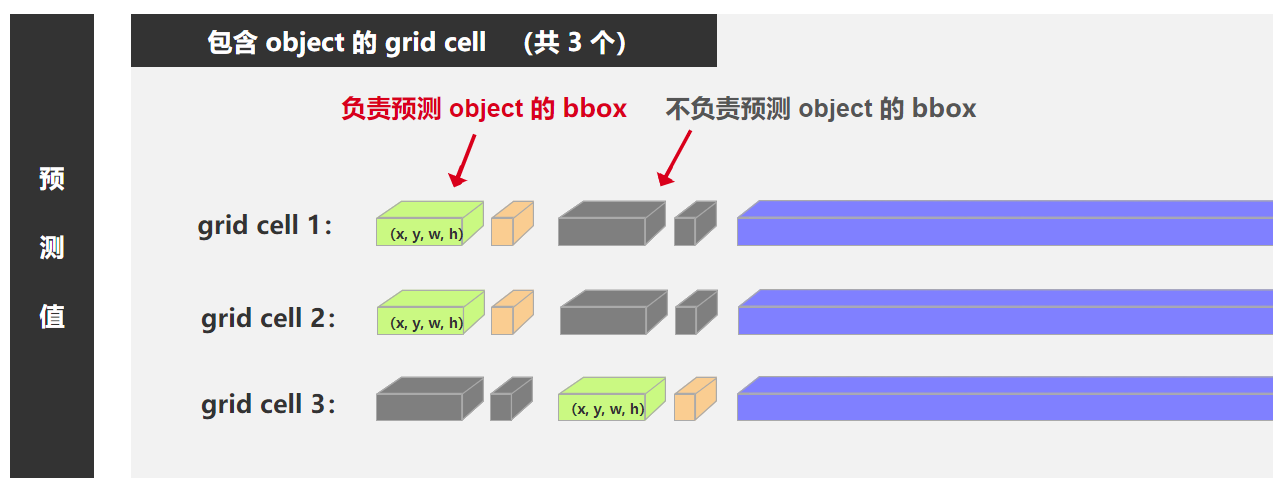 预
测
值
包含 object 的 grid cell （共 3 个）
负责预测 object 的 bbox
不负责预测 object 的 bbox
grid cell 1：
(x, y, w, h)
grid cell 2：
(x, y, w, h)
grid cell 3：
(x, y, w, h)